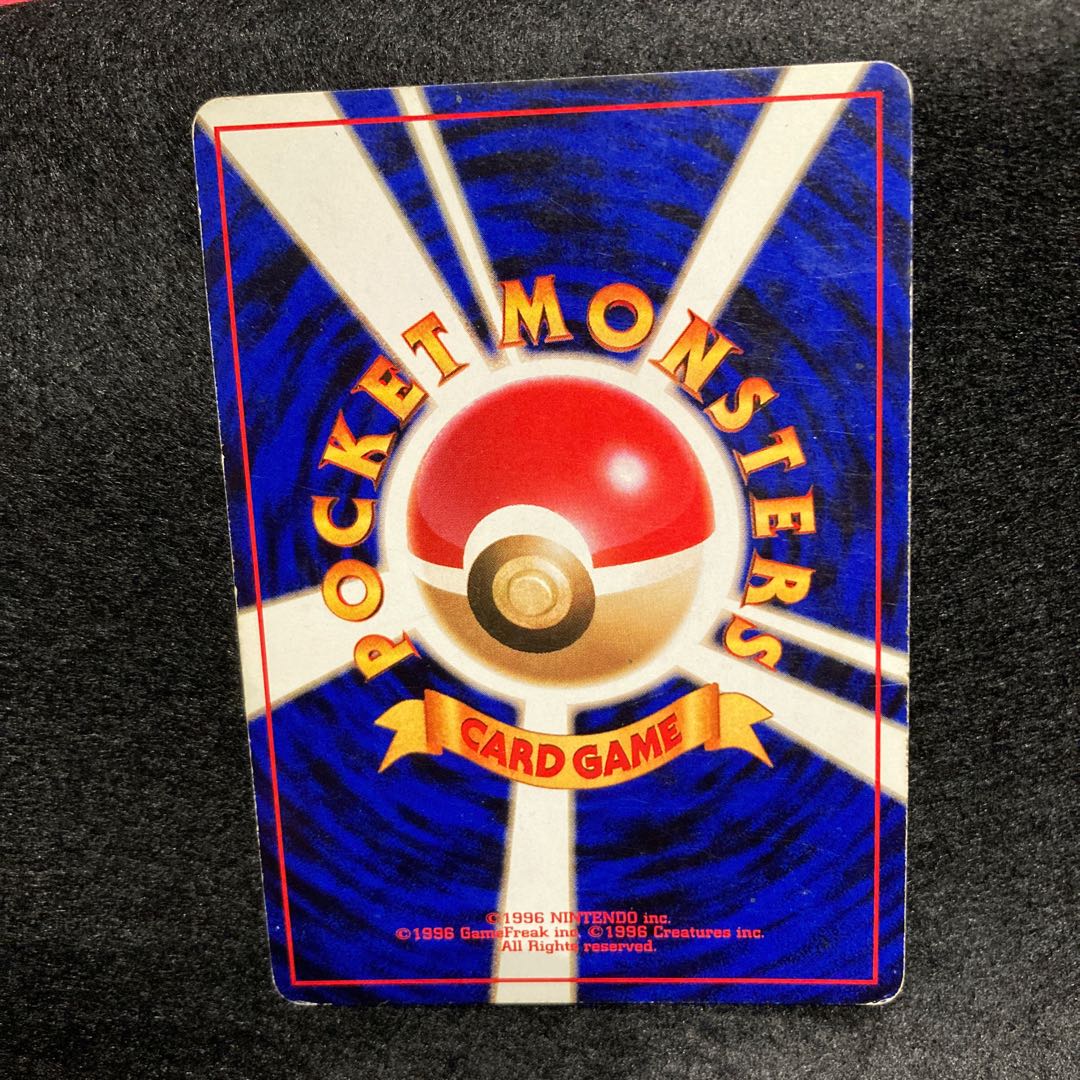 POCKET MONSTERS
CARD GAME
©1996 NINTENDO inc.
©1996 GameFreak inc. ©1996 Creatures inc.
All Rights reserved.